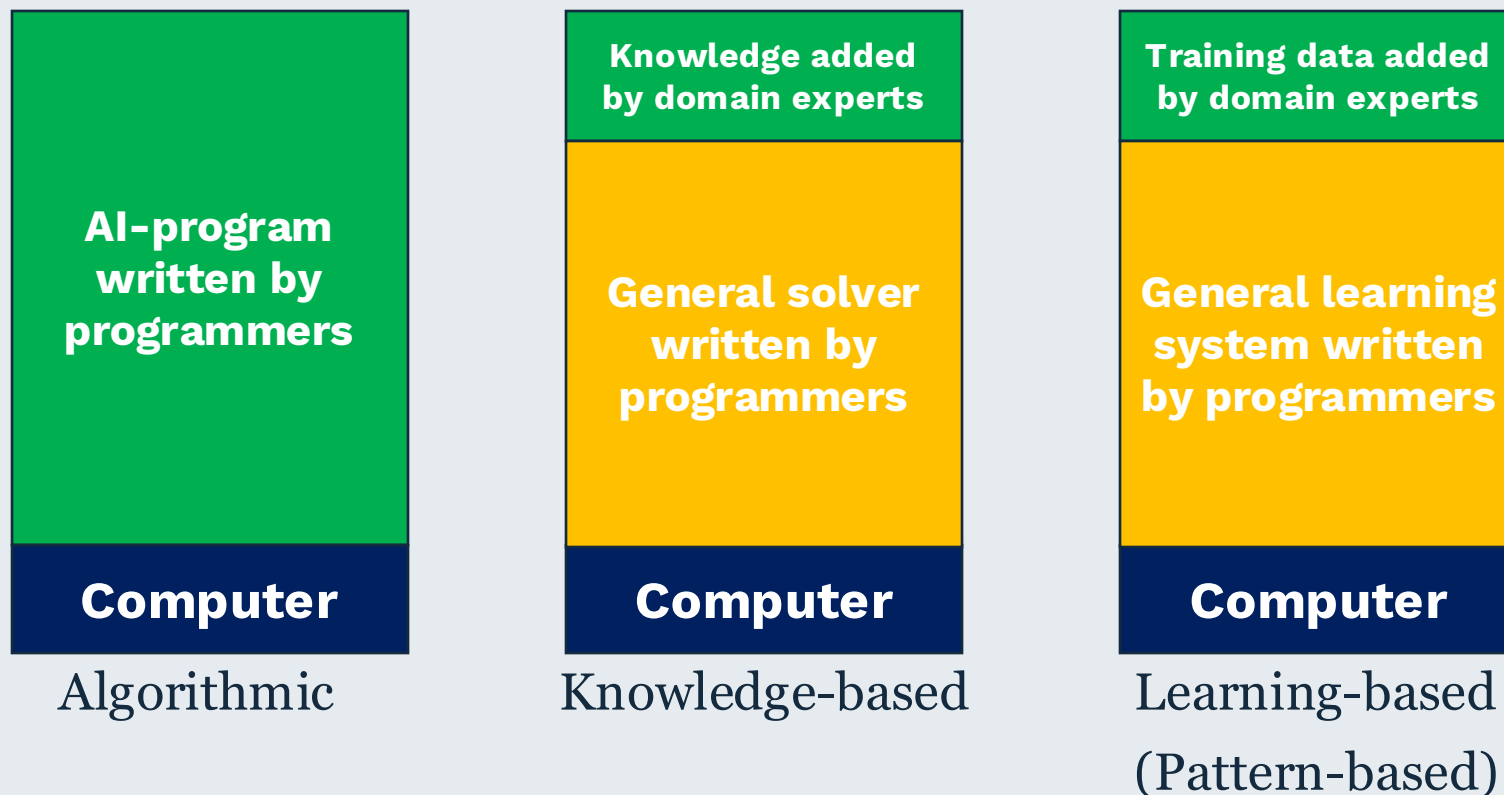 AI-program
written by
programmers
Computer
Algorithmic
Knowledge added
by domain experts
General solver
written by
programmers
Computer
Knowledge-based
Training data added
by domain experts
General learning
system written
by programmers
Computer
Learning-based
(Pattern-based)